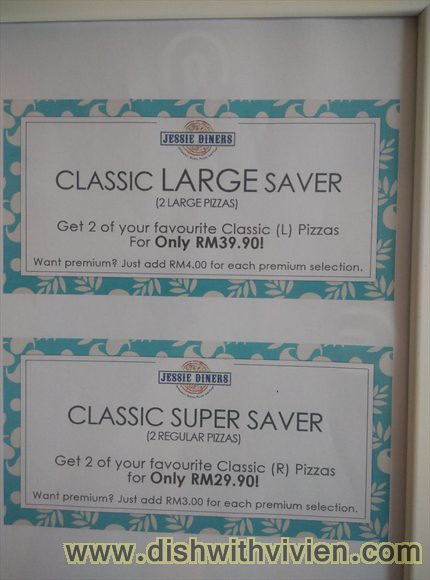 JESSIE DINERS
CLASSIC LARGE SAVER
(2 LARGE PIZZAS)
Get 2 of your favourite Classic (L) Pizzas
For Only RM39.90!
Want premium? Just add RM4.00 for each premium selection.
JESSIE DINERS
CLASSIC SUPER SAVER
(2 REGULAR PIZZAS)
Get 2 of your favourite Classic (R) Pizzas
for Only RM29.90!
Want premium? Just add RM3.00 for each premium selection.
www.dishwithvivien.com